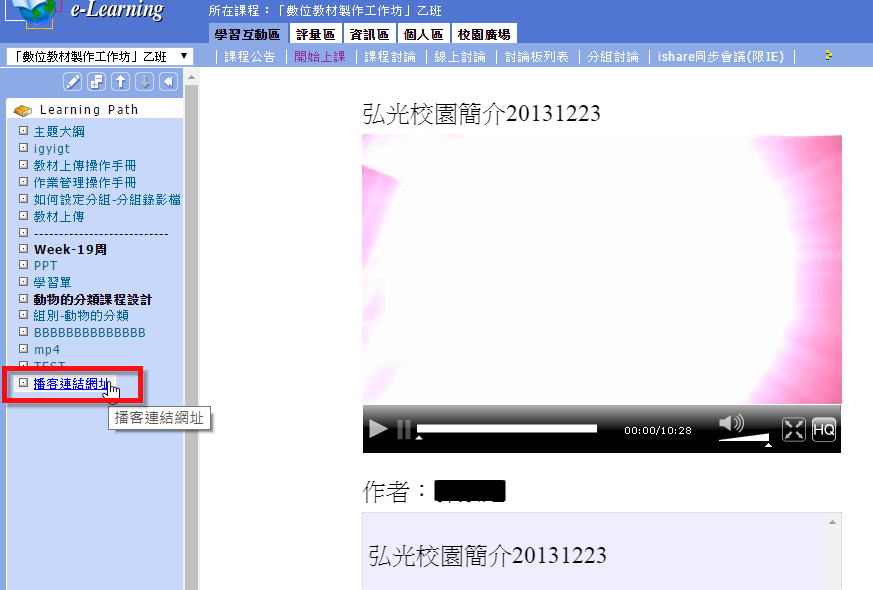 e-Learning
所在課程：「數位教材製作工作坊」乙班
學習互動區 評量區 資訊區 個人區 校園廣場
「數位教材製作工作坊」乙班
| 課程公告 | 開始上課 | 課程討論 | 線上討論 | 討論板列表 | 分組討論 | ishare同步會議(限IE) |
Learning Path
主題大綱
igyigt
教材上傳操作手冊
作業管理操作手冊
如何設定分組-分組錄影檔
教材上傳
---------------------------
Week-19周
PPT
學習單
動物的分類課程設計
組別-動物的分類
BBBBBBBBBBBBBB
mp4
TEST
播客連結網址
播客連結網址
弘光校園簡介20131223
00:00/10:28
HQ
作者：
弘光校園簡介20131223